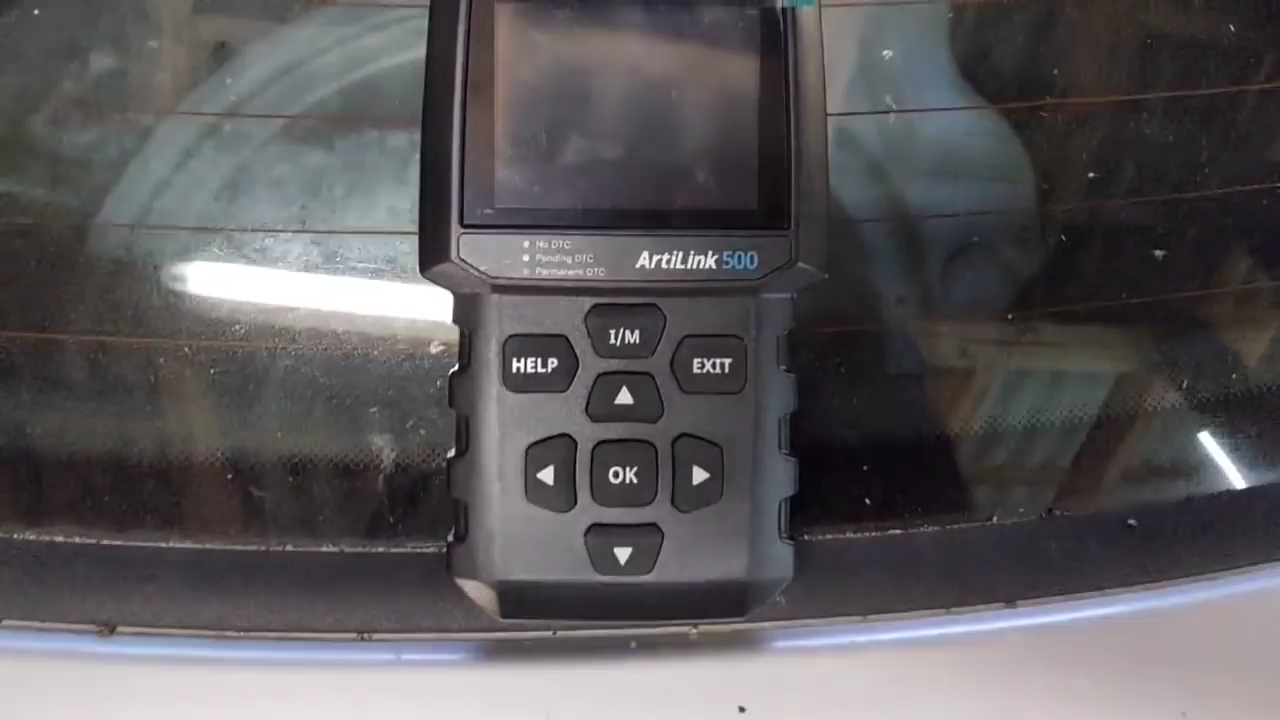 No DTC
Pending DTC
Permanent DTC
ArtiLink 500
I/M
HELP
EXIT
OK